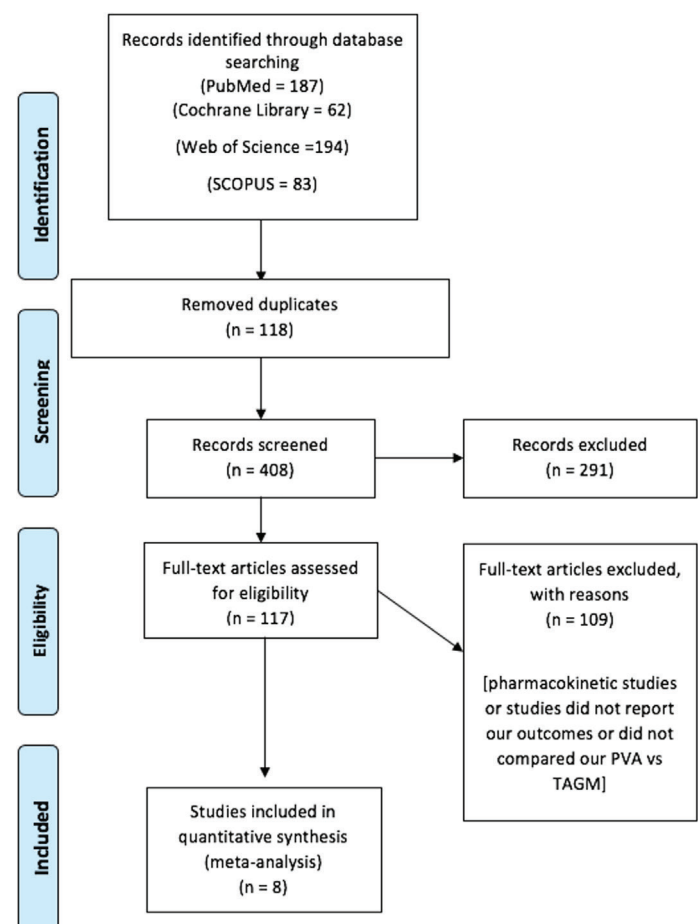 Records identified through database
searching
(PubMed = 187)
(Cochrane Library = 62)
(Web of Science =194)
(SCOPUS = 83)
Identification
Removed duplicates
(n = 118)
Screening
Records screened
(n = 408)
Records excluded
(n = 291)
Full-text articles assessed
for eligibility
(n = 117)
Full-text articles excluded,
with reasons
(n = 109)
[pharmacokinetic studies
or studies did not report
our outcomes or did not
compared our PVA vs
TAGM]
Eligibility
Studies included in
quantitative synthesis
(meta-analysis)
(n = 8)
Included